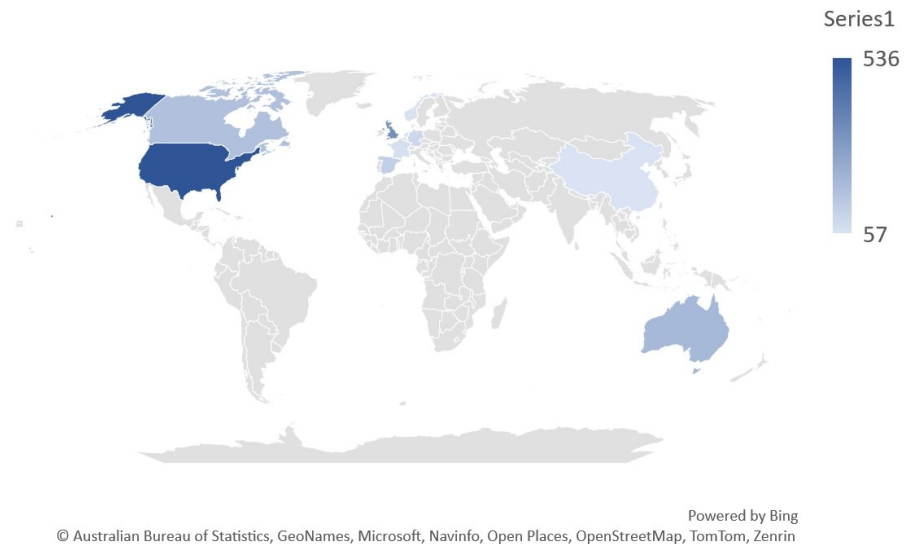 Series1
536
57
Powered by Bing
© Australian Bureau of Statistics, GeoNames, Microsoft, Navinfo, Open Places, OpenStreetMap, TomTom, Zenrin